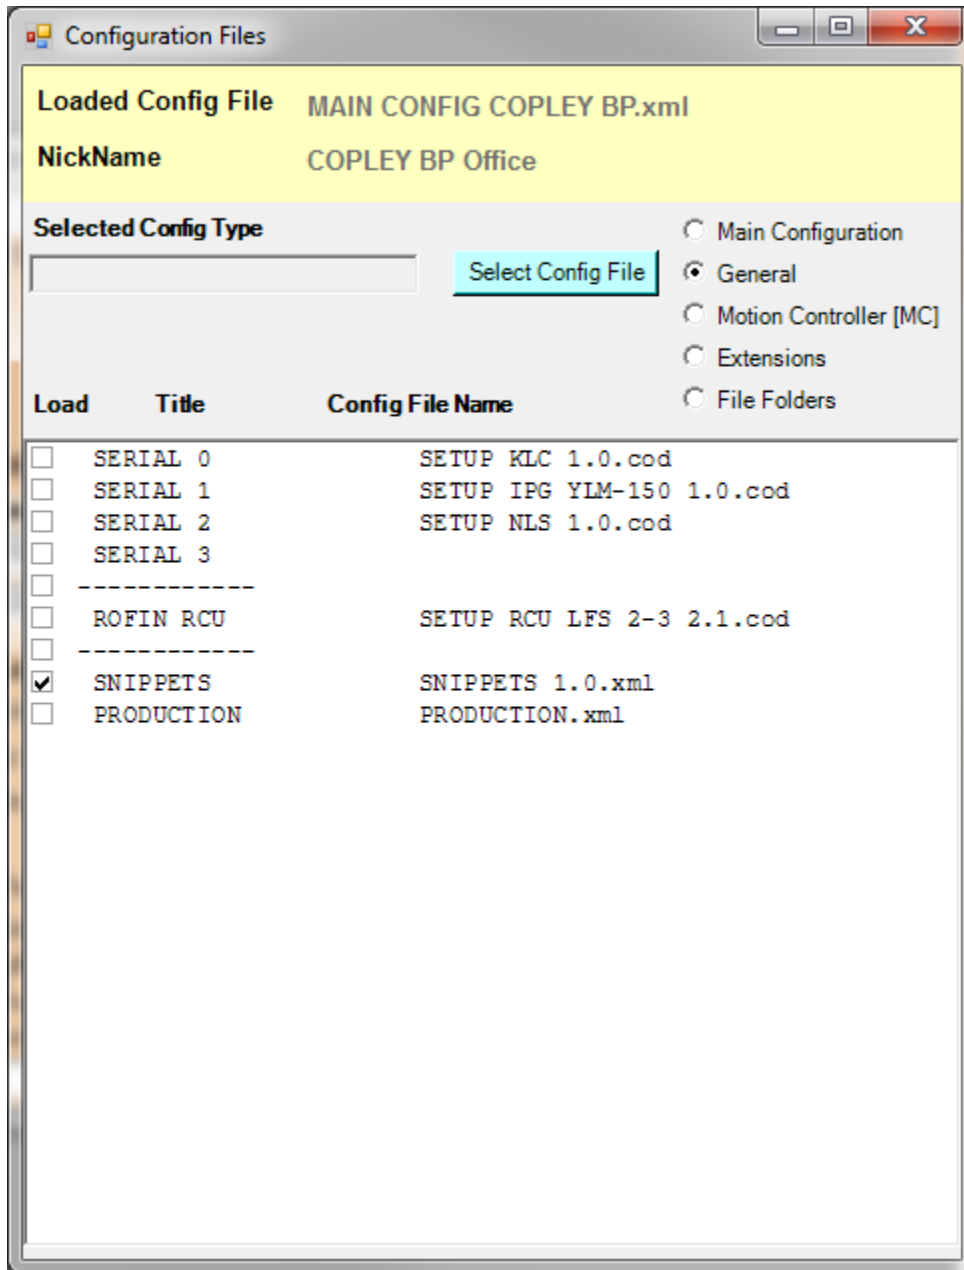 Configuration Files
Loaded Config File MAIN CONFIG COPLEY BP.xml
NickName COPLEY BP Office
Selected Config Type
Select Config File
Main Configuration
General
Motion Controller [MC]
Extensions
File Folders
Load Title Config File Name
SERIAL 0 SETUP KLC 1.0.cod
SERIAL 1 SETUP IPG YLM-150 1.0.cod
SERIAL 2 SETUP NLS 1.0.cod
SERIAL 3
------------
ROFIN RCU SETUP RCU LFS 2-3 2.1.cod
------------
SNIPPETS SNIPPETS 1.0.xml
PRODUCTION PRODUCTION.xml